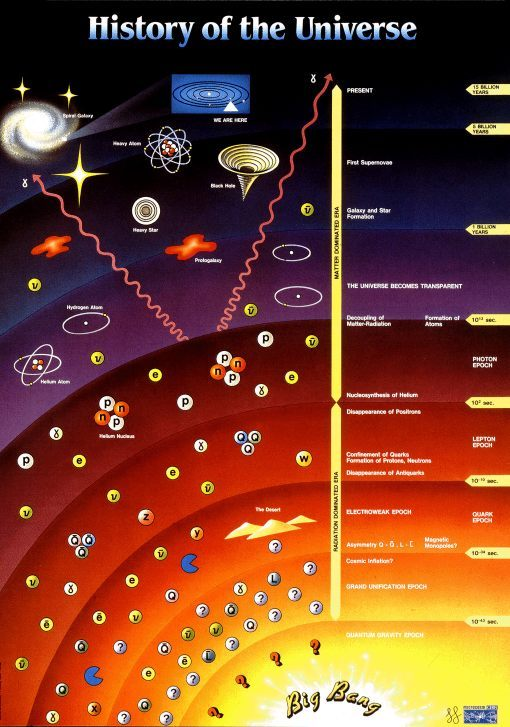 History of the Universe
15 BILLION
YEARS
PRESENT
ɣ
Spiral Galaxy
WE ARE HERE
5 BILLION
YEARS
Heavy Atom
First Supernovae
Black Hole
ɣ
Heavy Star
ν̄
Galaxy and Star
Formation
1 BILLION
YEARS
MATTER DOMINATED ERA
Protogalaxy
ν
THE UNIVERSE BECOMES TRANSPARENT
Hydrogen Atom
ν̄
Decoupling of
Matter-Radiation
Formation of
Atoms
10¹³ sec.
p
ν̄
ν
p
n n
p
PHOTON
EPOCH
Helium Atom
e
e
ɣ
Nucleosynthesis of Helium
p
n
n
p
p
10² sec.
Disappearance of Positrons
Helium Nucleus
ɣ
Q Q
Q
LEPTON
EPOCH
p
e
ν
w
Confinement of Quarks
Formation of Protons, Neutrons
Disappearance of Antiquarks
10⁻¹⁰ sec.
ν
ν̄
RADIATION DOMINATED ERA
The Desert
ELECTROWEAK EPOCH
QUARK
EPOCH
z
y
Q Q
Q
ν̄
?
Asymmetry Q - Q̄, L - L̄
Magnetic
Monopoles?
10⁻³⁴ sec.
Cosmic Inflation?
ν
ɣ
e
Q
L
?
GRAND UNIFICATION EPOCH
ē
x
ν
?
Q̄
?
?
10⁻⁴³ sec.
ē
Q
?
Q̄
ν
ν̄
?
QUANTUM GRAVITY EPOCH
ν̄
e
ē
L̄
?
?
?
?
Q
x
Q
?
?
?
Big Bang